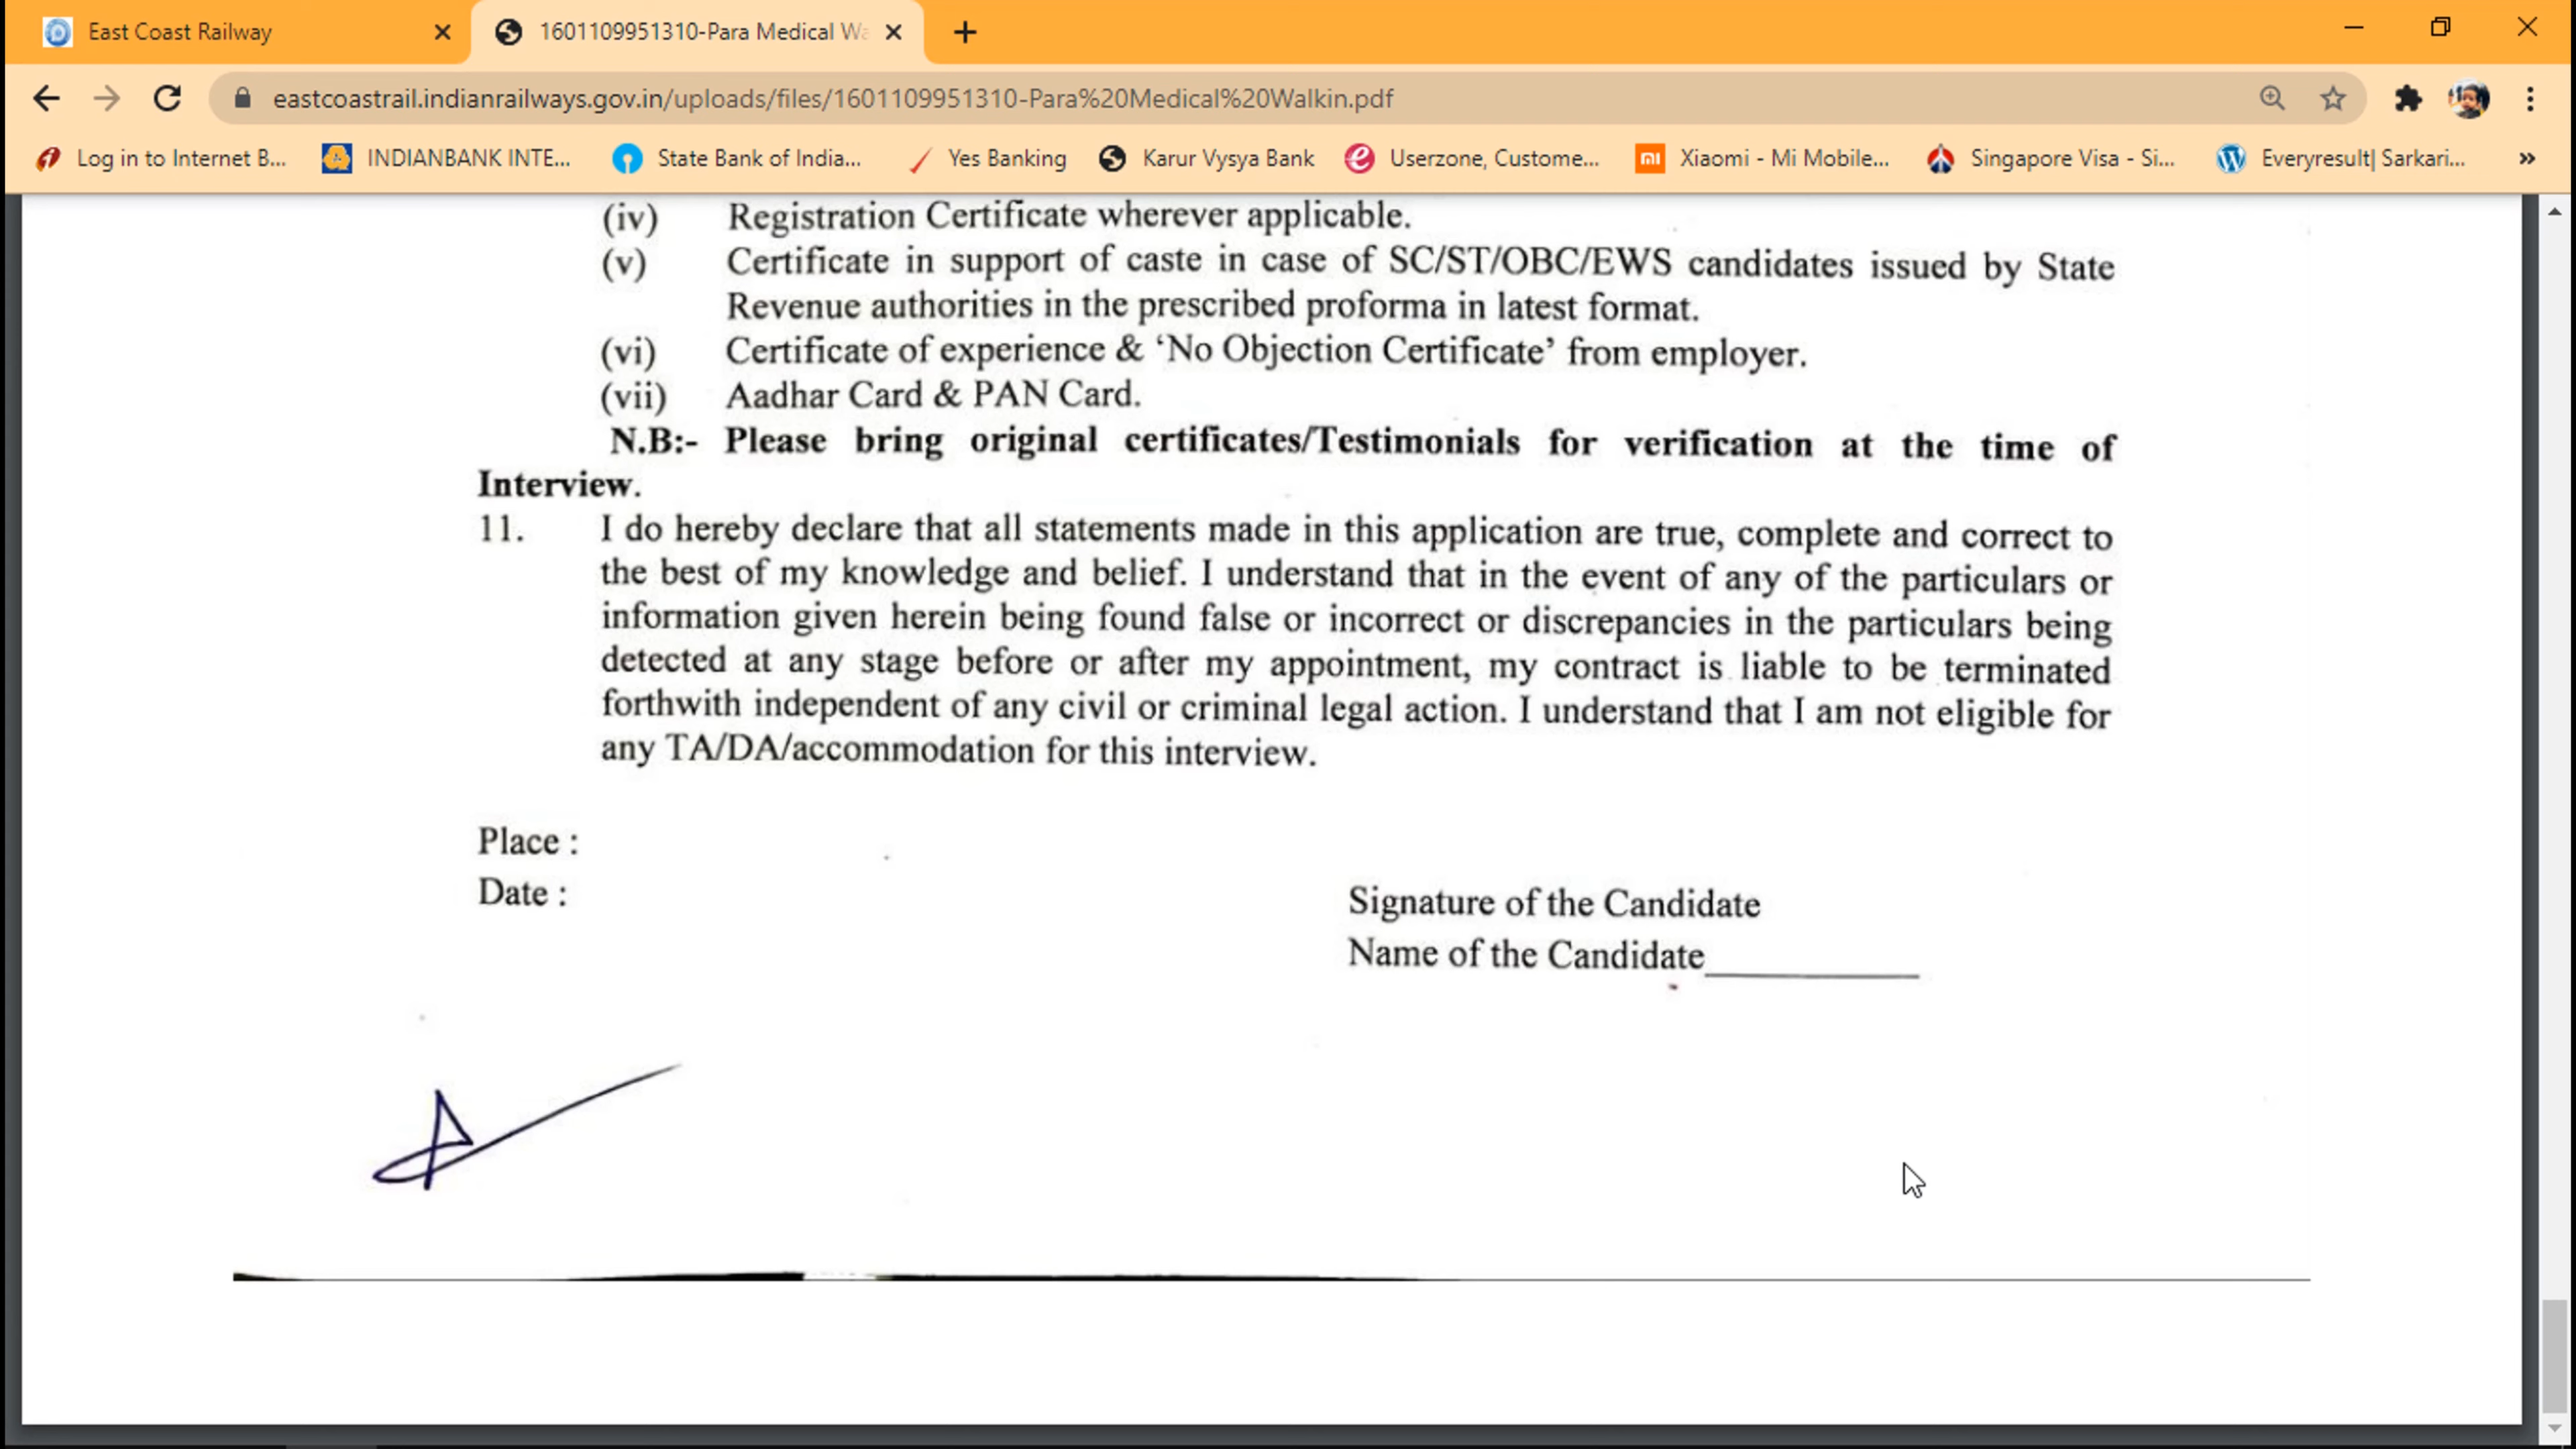 East Coast Railway
1601109951310-Para Medical Wa
eastcoastrail.indianrailways.gov.in/uploads/files/1601109951310-Para%20Medical%20Walkin.pdf
Log in to Internet B... INDIANBANK INTE... State Bank of India... Yes Banking Karur Vysya Bank Userzone, Custome... Xiaomi - Mi Mobile... Singapore Visa - Si... Everyresult| Sarkari... »
(iv) Registration Certificate wherever applicable.
(v) Certificate in support of caste in case of SC/ST/OBC/EWS candidates issued by State
Revenue authorities in the prescribed proforma in latest format.
(vi) Certificate of experience & ‘No Objection Certificate’ from employer.
(vii) Aadhar Card & PAN Card.
N.B:- Please bring original certificates/Testimonials for verification at the time of
Interview.
11. I do hereby declare that all statements made in this application are true, complete and correct to
the best of my knowledge and belief. I understand that in the event of any of the particulars or
information given herein being found false or incorrect or discrepancies in the particulars being
detected at any stage before or after my appointment, my contract is liable to be terminated
forthwith independent of any civil or criminal legal action. I understand that I am not eligible for
any TA/DA/accommodation for this interview.
Place :
Date :
Signature of the Candidate
Name of the Candidate